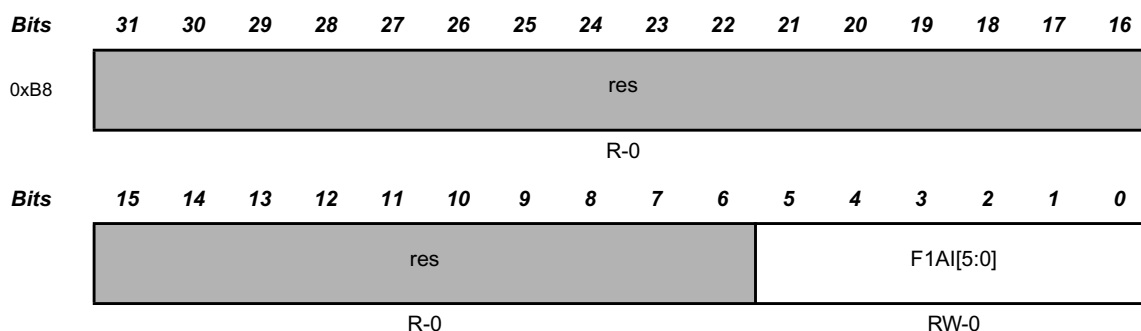 Bits 31 30 29 28 27 26 25 24 23 22 21 20 19 18 17 16
0xB8 res
R-0
Bits 15 14 13 12 11 10 9 8 7 6 5 4 3 2 1 0
res F1AI[5:0]
R-0 RW-0